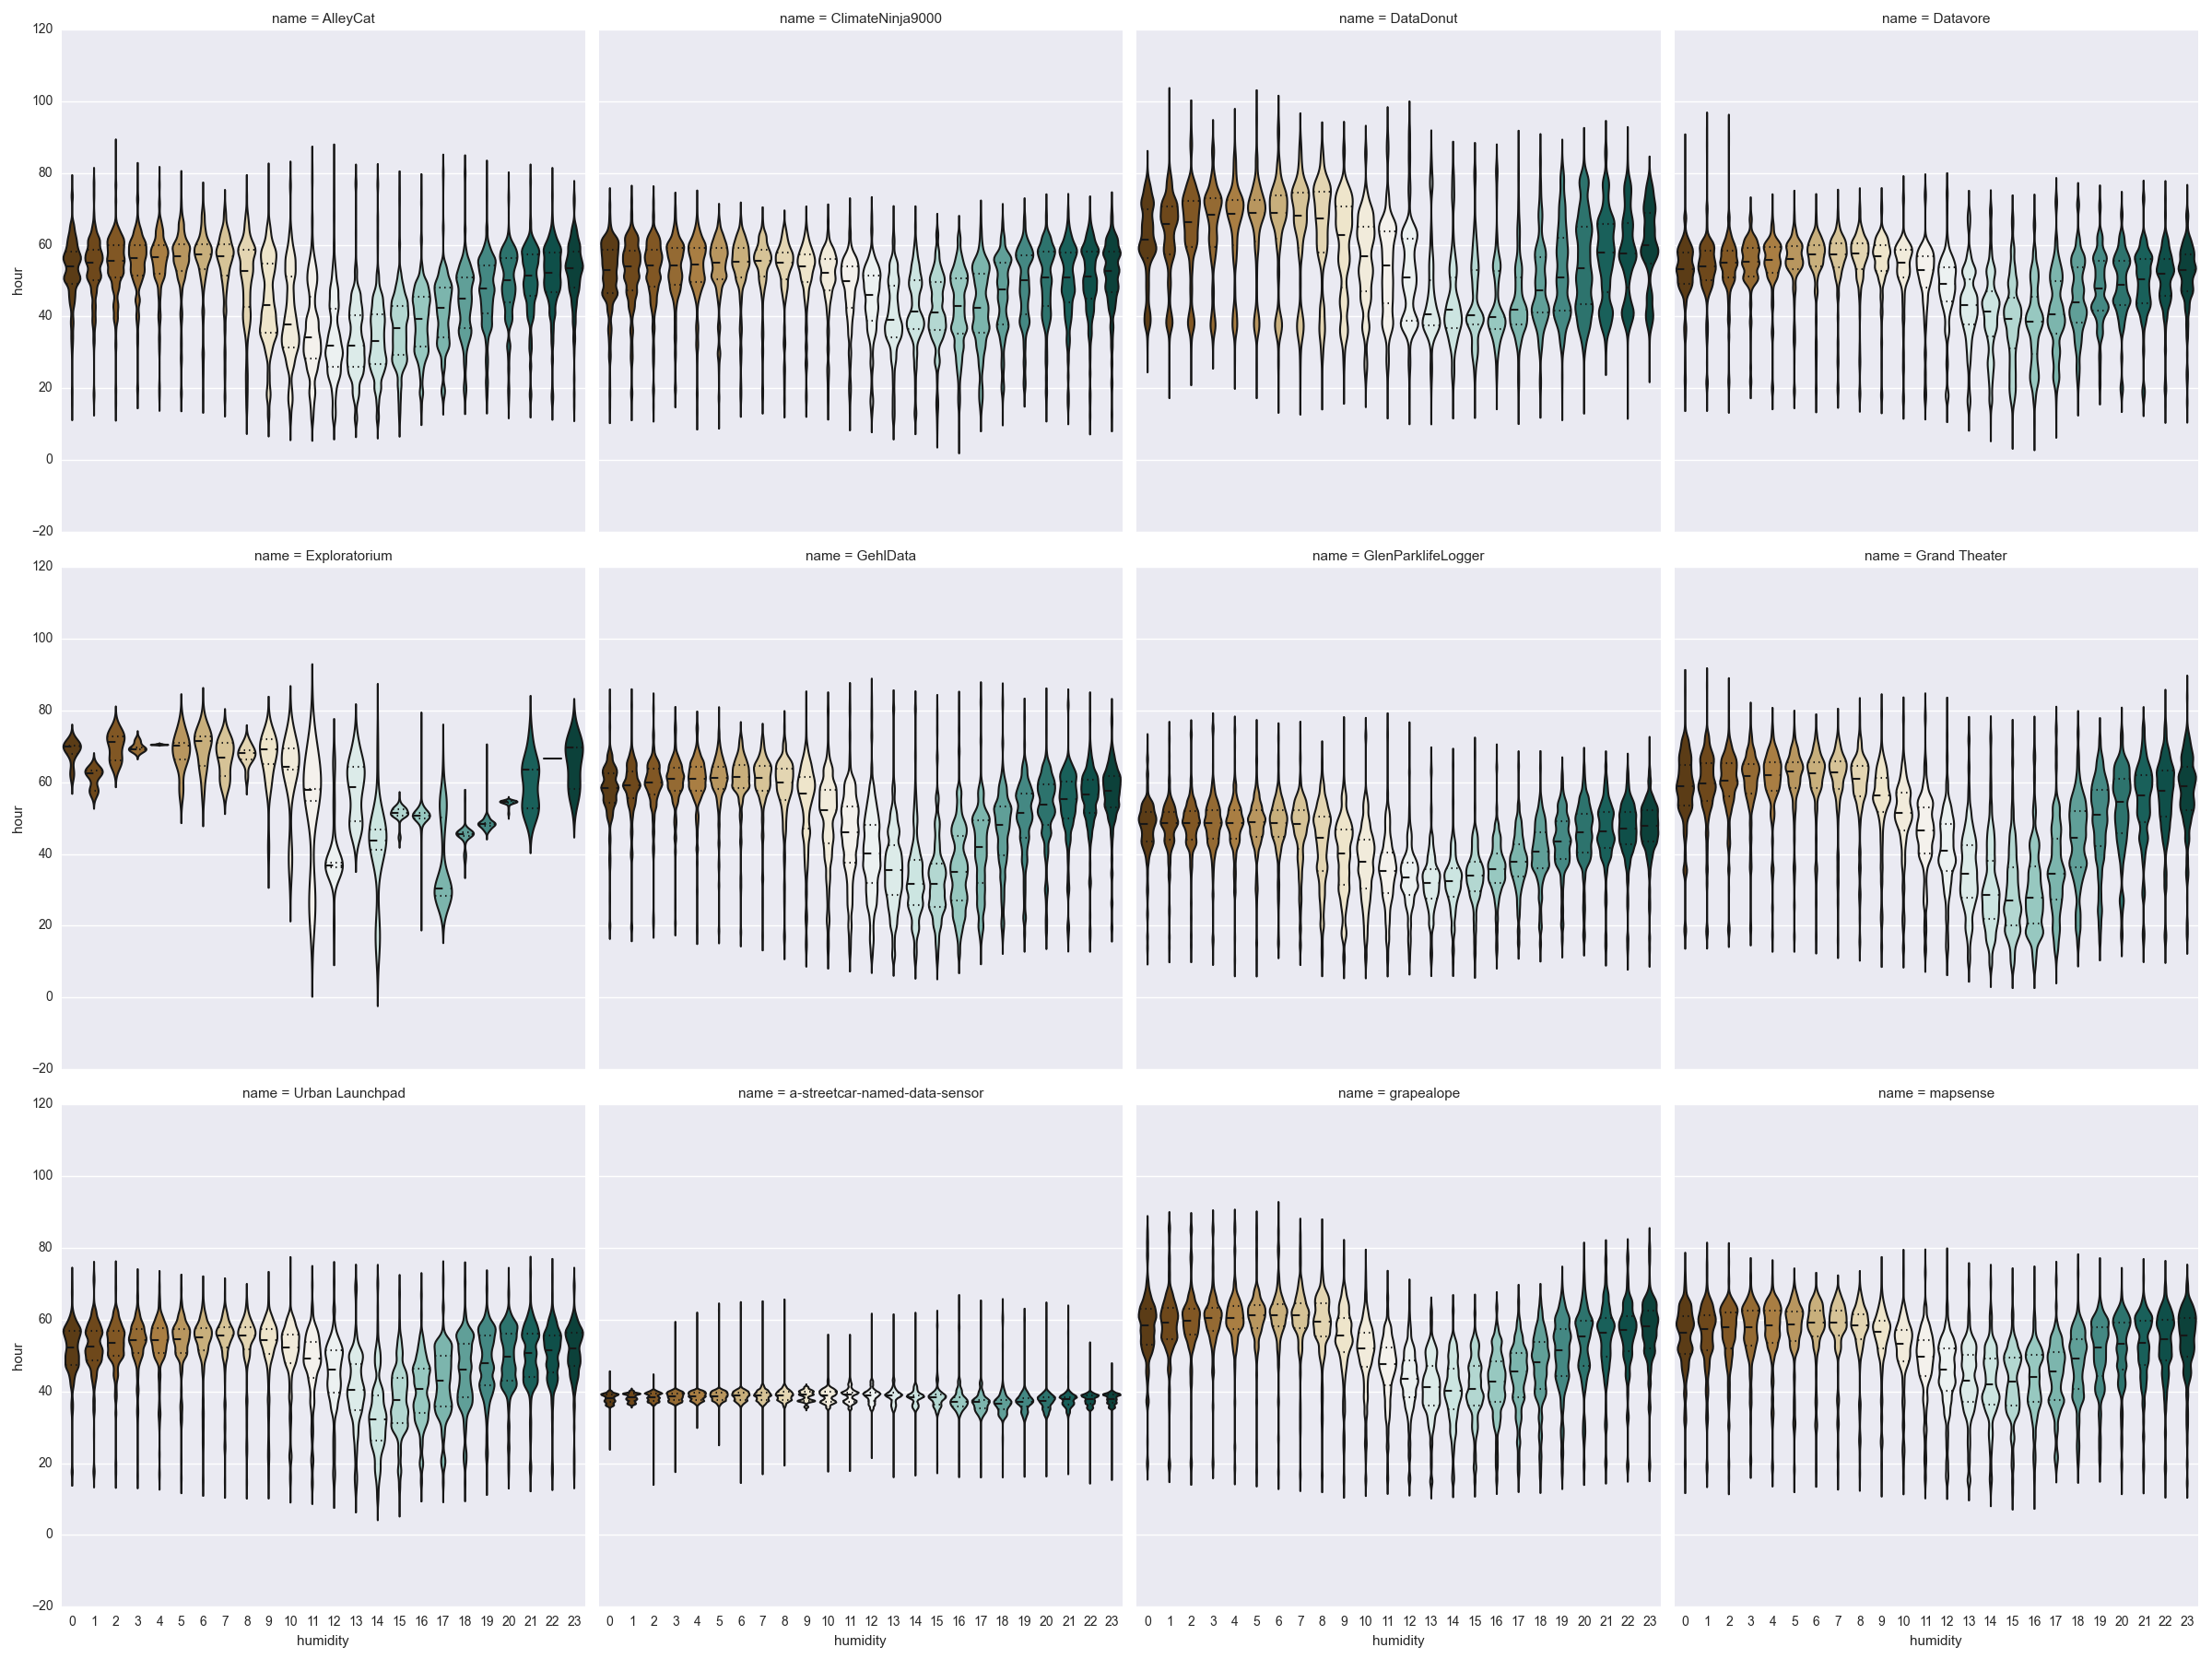 name = AlleyCat
name = ClimateNinja9000
name = DataDonut
name = Datavore
120
100
80
60
40
20
0
−20
hour
name = Exploratorium
name = GehlData
name = GlenParklifeLogger
name = Grand Theater
120
100
80
60
40
20
0
−20
hour
name = Urban Launchpad
name = a-streetcar-named-data-sensor
name = grapealope
name = mapsense
120
100
80
60
40
20
0
−20
hour
0 1 2 3 4 5 6 7 8 9 10 11 12 13 14 15 16 17 18 19 20 21 22 23
0 1 2 3 4 5 6 7 8 9 10 11 12 13 14 15 16 17 18 19 20 21 22 23
0 1 2 3 4 5 6 7 8 9 10 11 12 13 14 15 16 17 18 19 20 21 22 23
0 1 2 3 4 5 6 7 8 9 10 11 12 13 14 15 16 17 18 19 20 21 22 23
humidity
humidity
humidity
humidity